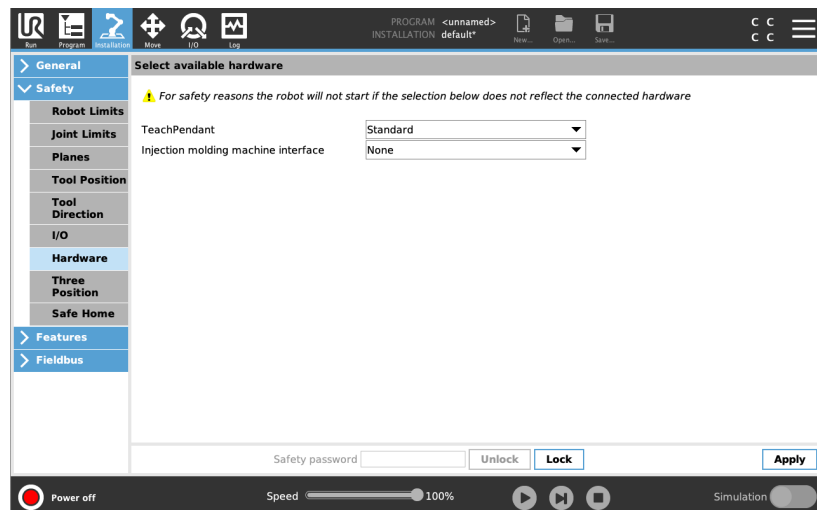 UR
PROGRAM <unnamed>
INSTALLATION default*
Run Program Installation Move I/O Log New... Open... Save...
C C
C C
General
Safety
Robot Limits
Joint Limits
Planes
Tool Position
Tool
Direction
I/O
Hardware
Three
Position
Safe Home
Features
Fieldbus
Select available hardware
For safety reasons the robot will not start if the selection below does not reflect the connected hardware
TeachPendant Standard
Injection molding machine interface None
Safety password Unlock Lock Apply
Power off Speed 100% Simulation